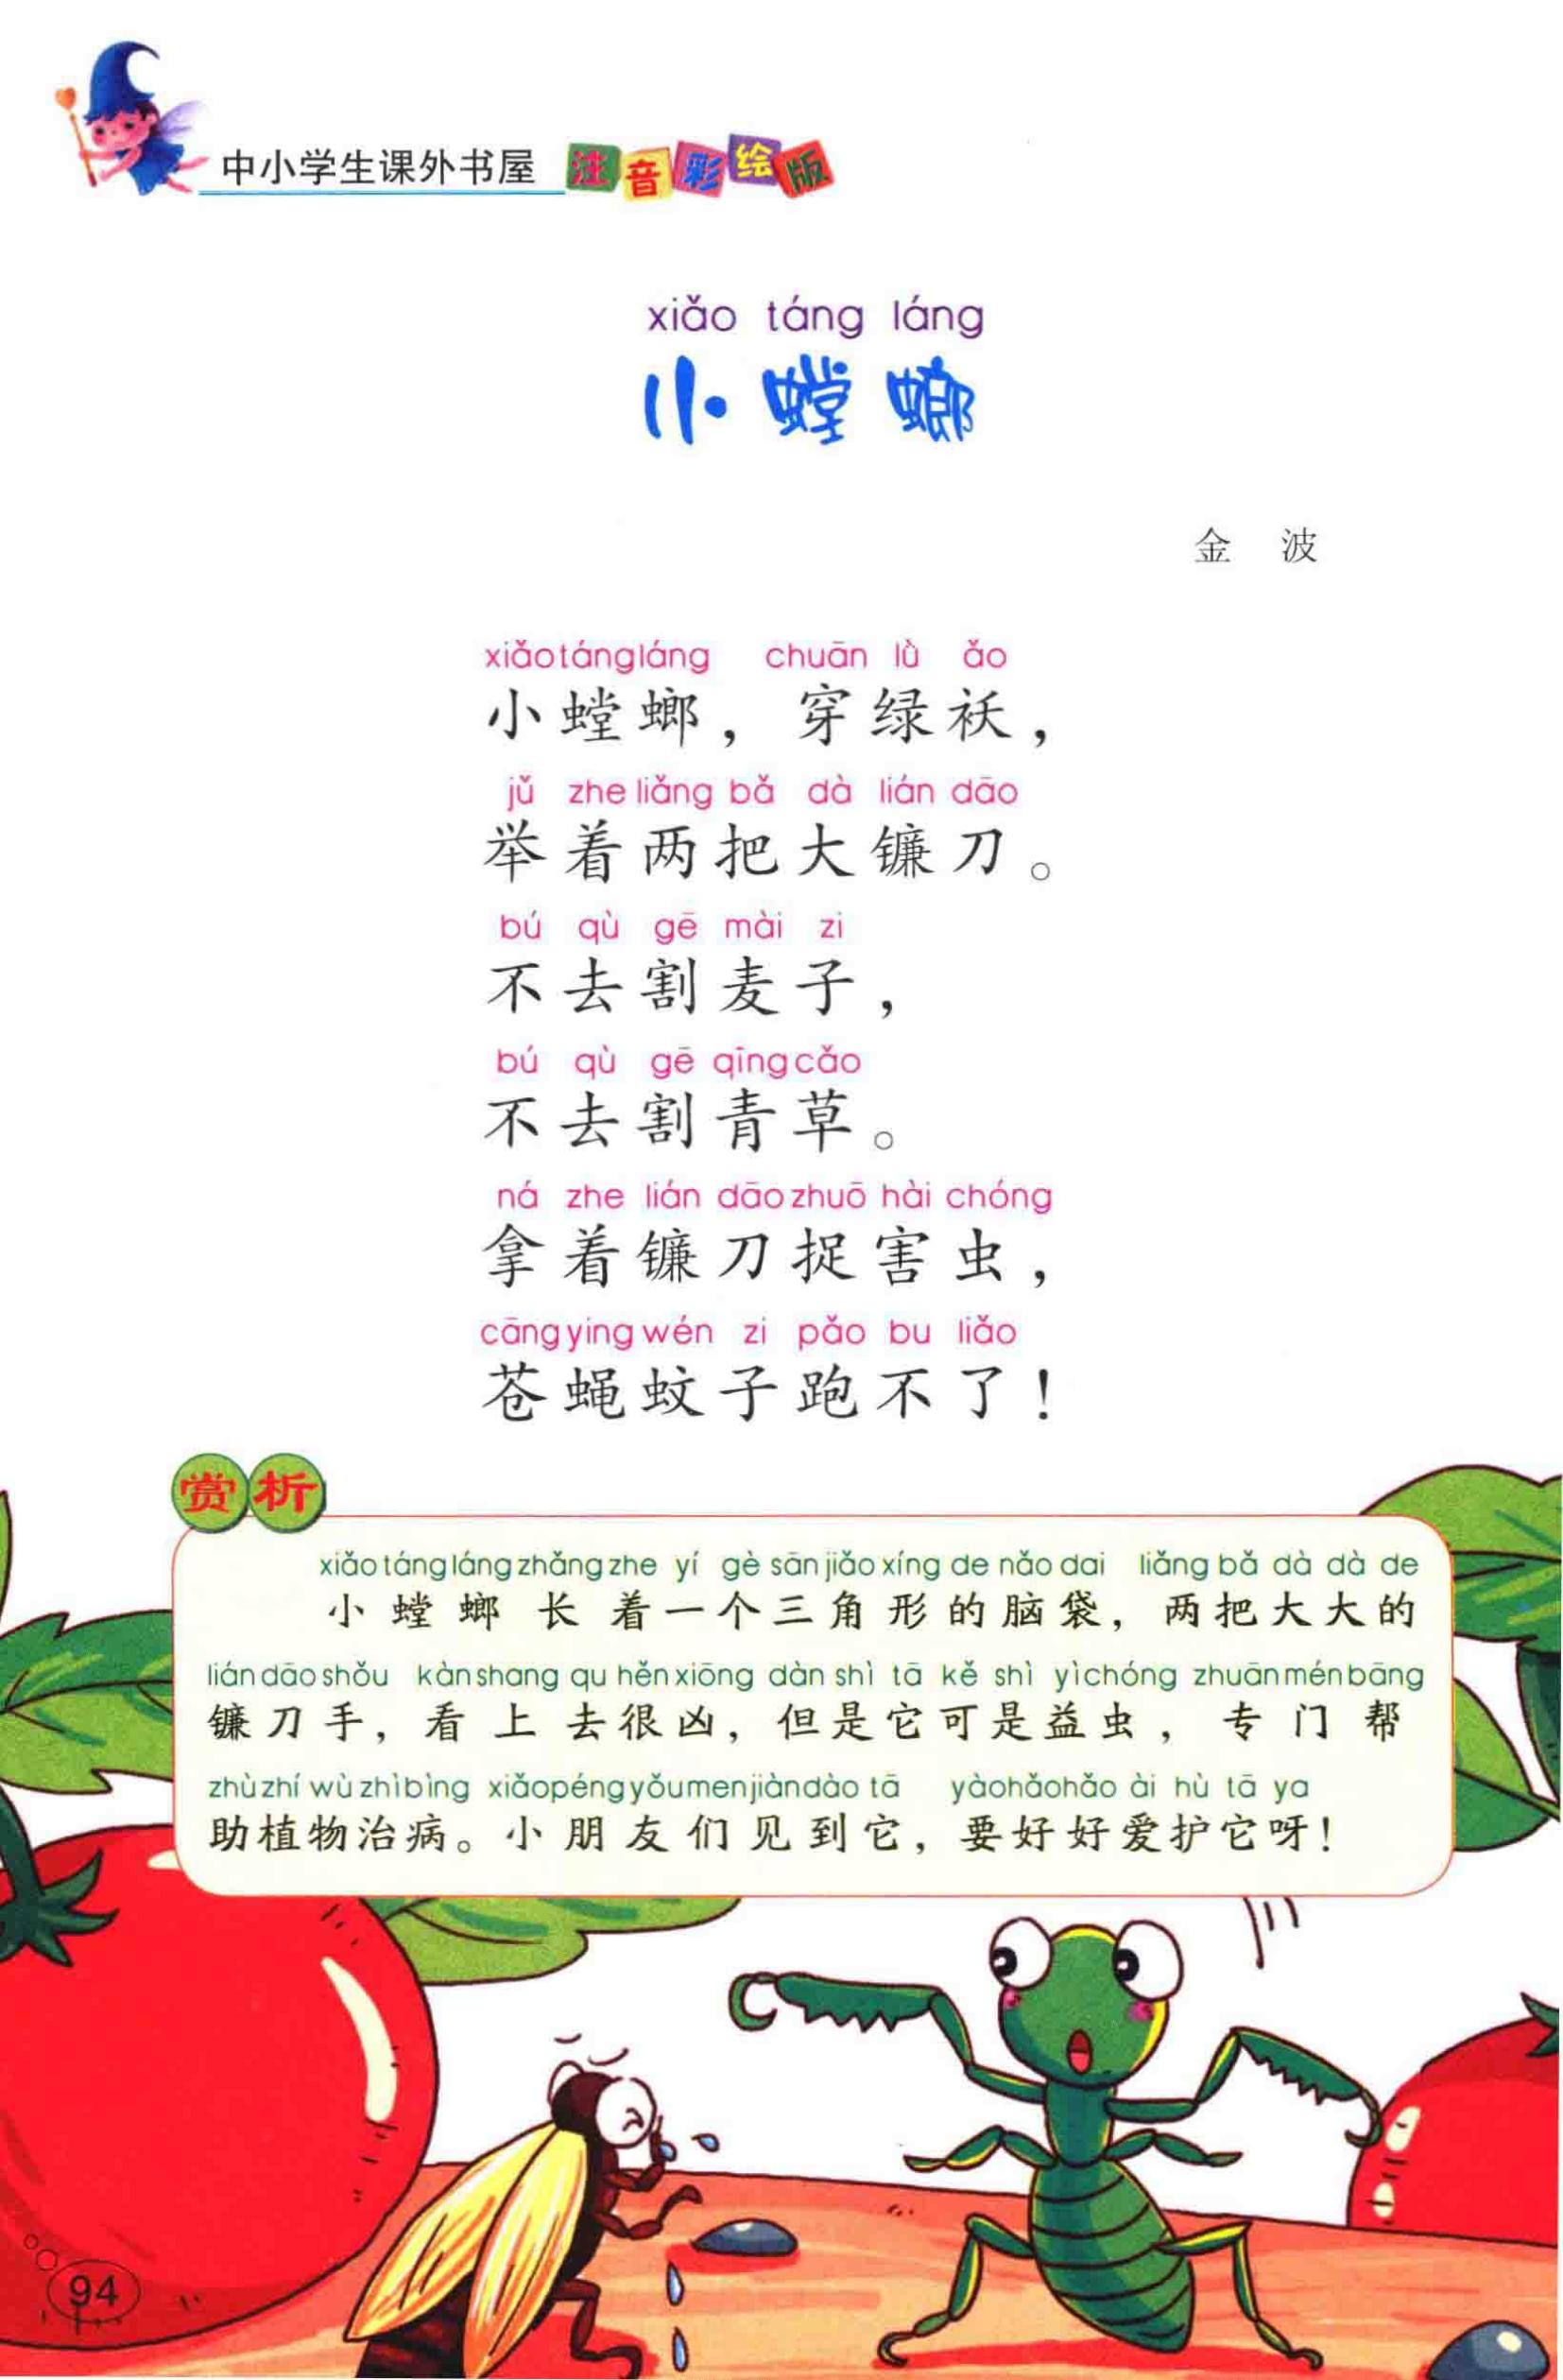 中小学生课外书屋 注音彩绘版
xiǎo táng láng
小螳螂
金 波
xiǎo táng láng chuān lǜ ǎo
小螳螂，穿绿袄，
jǔ zhe liǎng bǎ dà lián dāo
举着两把大镰刀。
bú qù gē mài zi
不去割麦子，
bú qù gē qīng cǎo
不去割青草。
ná zhe lián dāo zhuō hài chóng
拿着镰刀捉害虫，
cāng ying wén zi pǎo bu liǎo
苍蝇蚊子跑不了！
赏析
xiǎo táng láng zhǎng zhe yí gè sān jiǎo xíng de nǎo dai liǎng bǎ dà dà de
小螳螂长着一个三角形的脑袋，两把大大的
lián dāo shǒu kàn shang qu hěn xiōng dàn shì tā kě shì yì chóng zhuān mén bāng
镰刀手，看上去很凶，但是它可是益虫，专门帮
zhù zhí wù zhì bìng xiǎo péng yǒu men jiàn dào tā yào hǎo hǎo ài hù tā ya
助植物治病。小朋友们见到它，要好好爱护它呀！
94